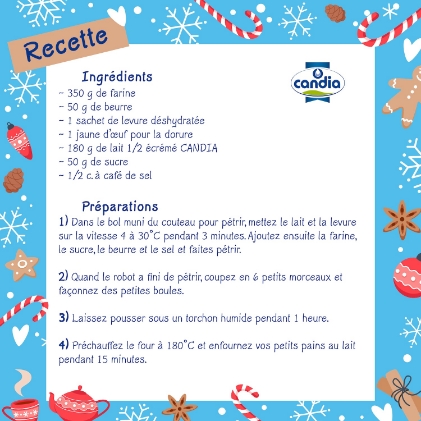 Recette
Ingrédients
candia
- 350 g de farine
- 50 g de beurre
- 1 sachet de levure déshydratée
- 1 jaune d'œuf pour la dorure
- 180 g de lait 1/2 écrémé CANDIA
- 50 g de sucre
- 1/2 c.à café de sel
Préparations
1) Dans le bol muni du couteau pour pétrir, mettez le lait et la levure
sur la vitesse 4 à 30°C pendant 3 minutes. Ajoutez ensuite la farine,
le sucre, le beurre et le sel et faites pétrir.
2) Quand le robot a fini de pétrir, coupez en 6 petits morceaux et
façonnez des petites boules.
3) Laissez pousser sous un torchon humide pendant 1 heure.
4) Préchauffez le four à 180°C et enfournez vos petits pains au lait
pendant 15 minutes.